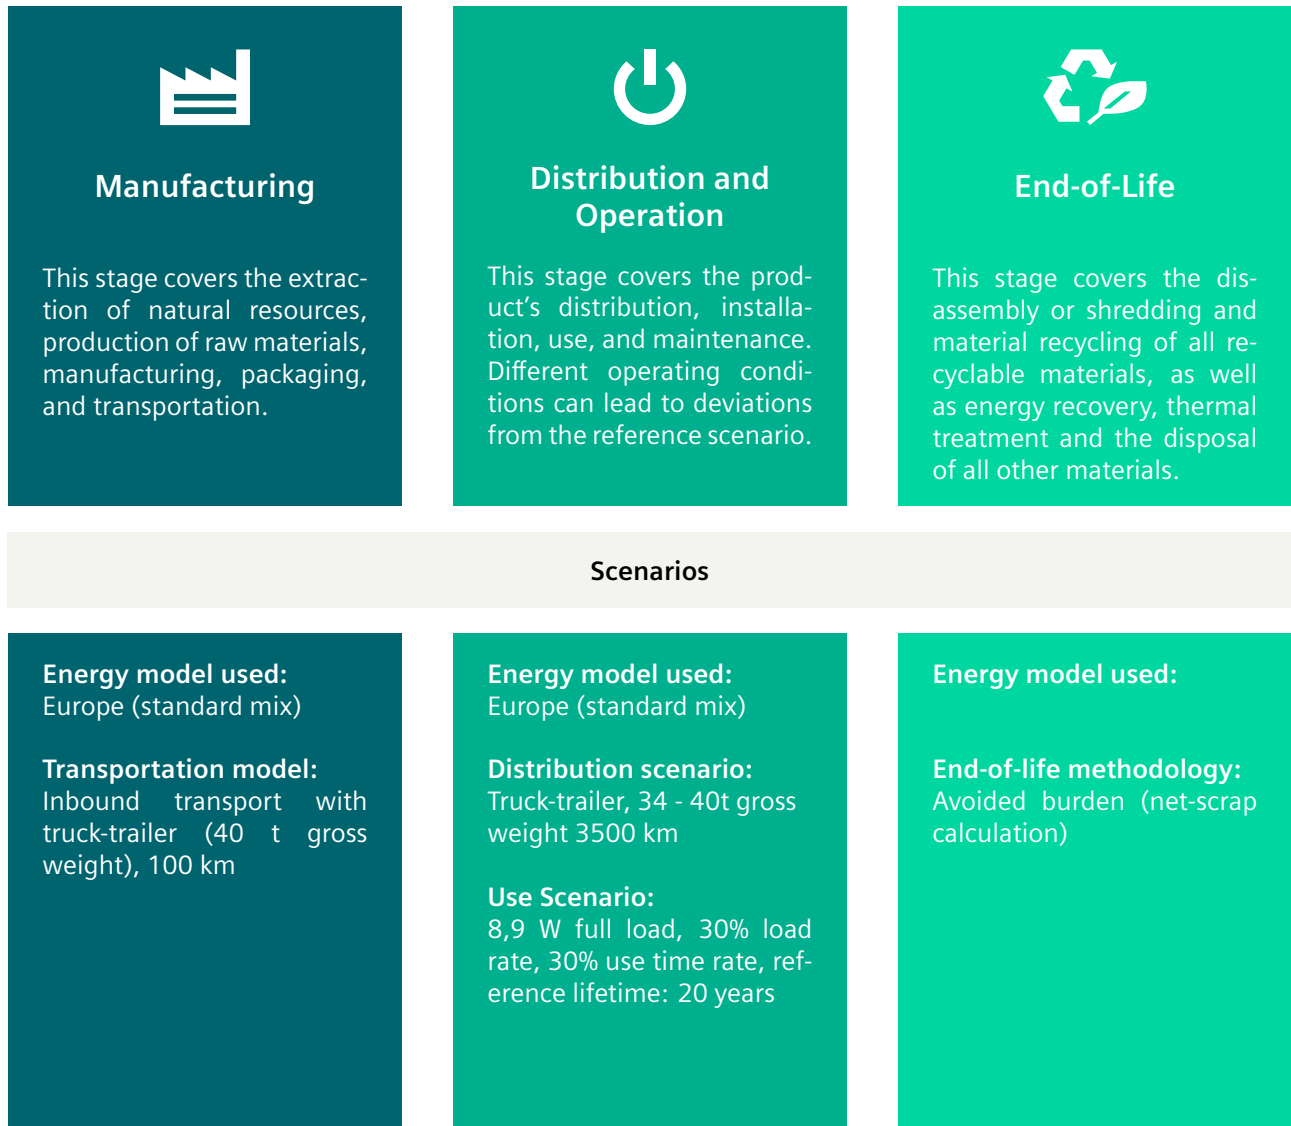 Manufacturing
This stage covers the extrac-
tion of natural resources,
production of raw materials,
manufacturing, packaging,
and transportation.
Distribution and
Operation
This stage covers the prod-
uct's distribution, installa-
tion, use, and maintenance.
Different operating condi-
tions can lead to deviations
from the reference scenario.
End-of-Life
This stage covers the dis-
assembly or shredding and
material recycling of all re-
cyclable materials, as well
as energy recovery, thermal
treatment and the disposal
of all other materials.
Scenarios
Energy model used:
Europe (standard mix)
Transportation model:
Inbound transport with
truck-trailer (40 t gross
weight), 100 km
Energy model used:
Europe (standard mix)
Distribution scenario:
Truck-trailer, 34 - 40t gross
weight 3500 km
Use Scenario:
8,9 W full load, 30% load
rate, 30% use time rate, ref-
erence lifetime: 20 years
Energy model used:
End-of-life methodology:
Avoided burden (net-scrap
calculation)